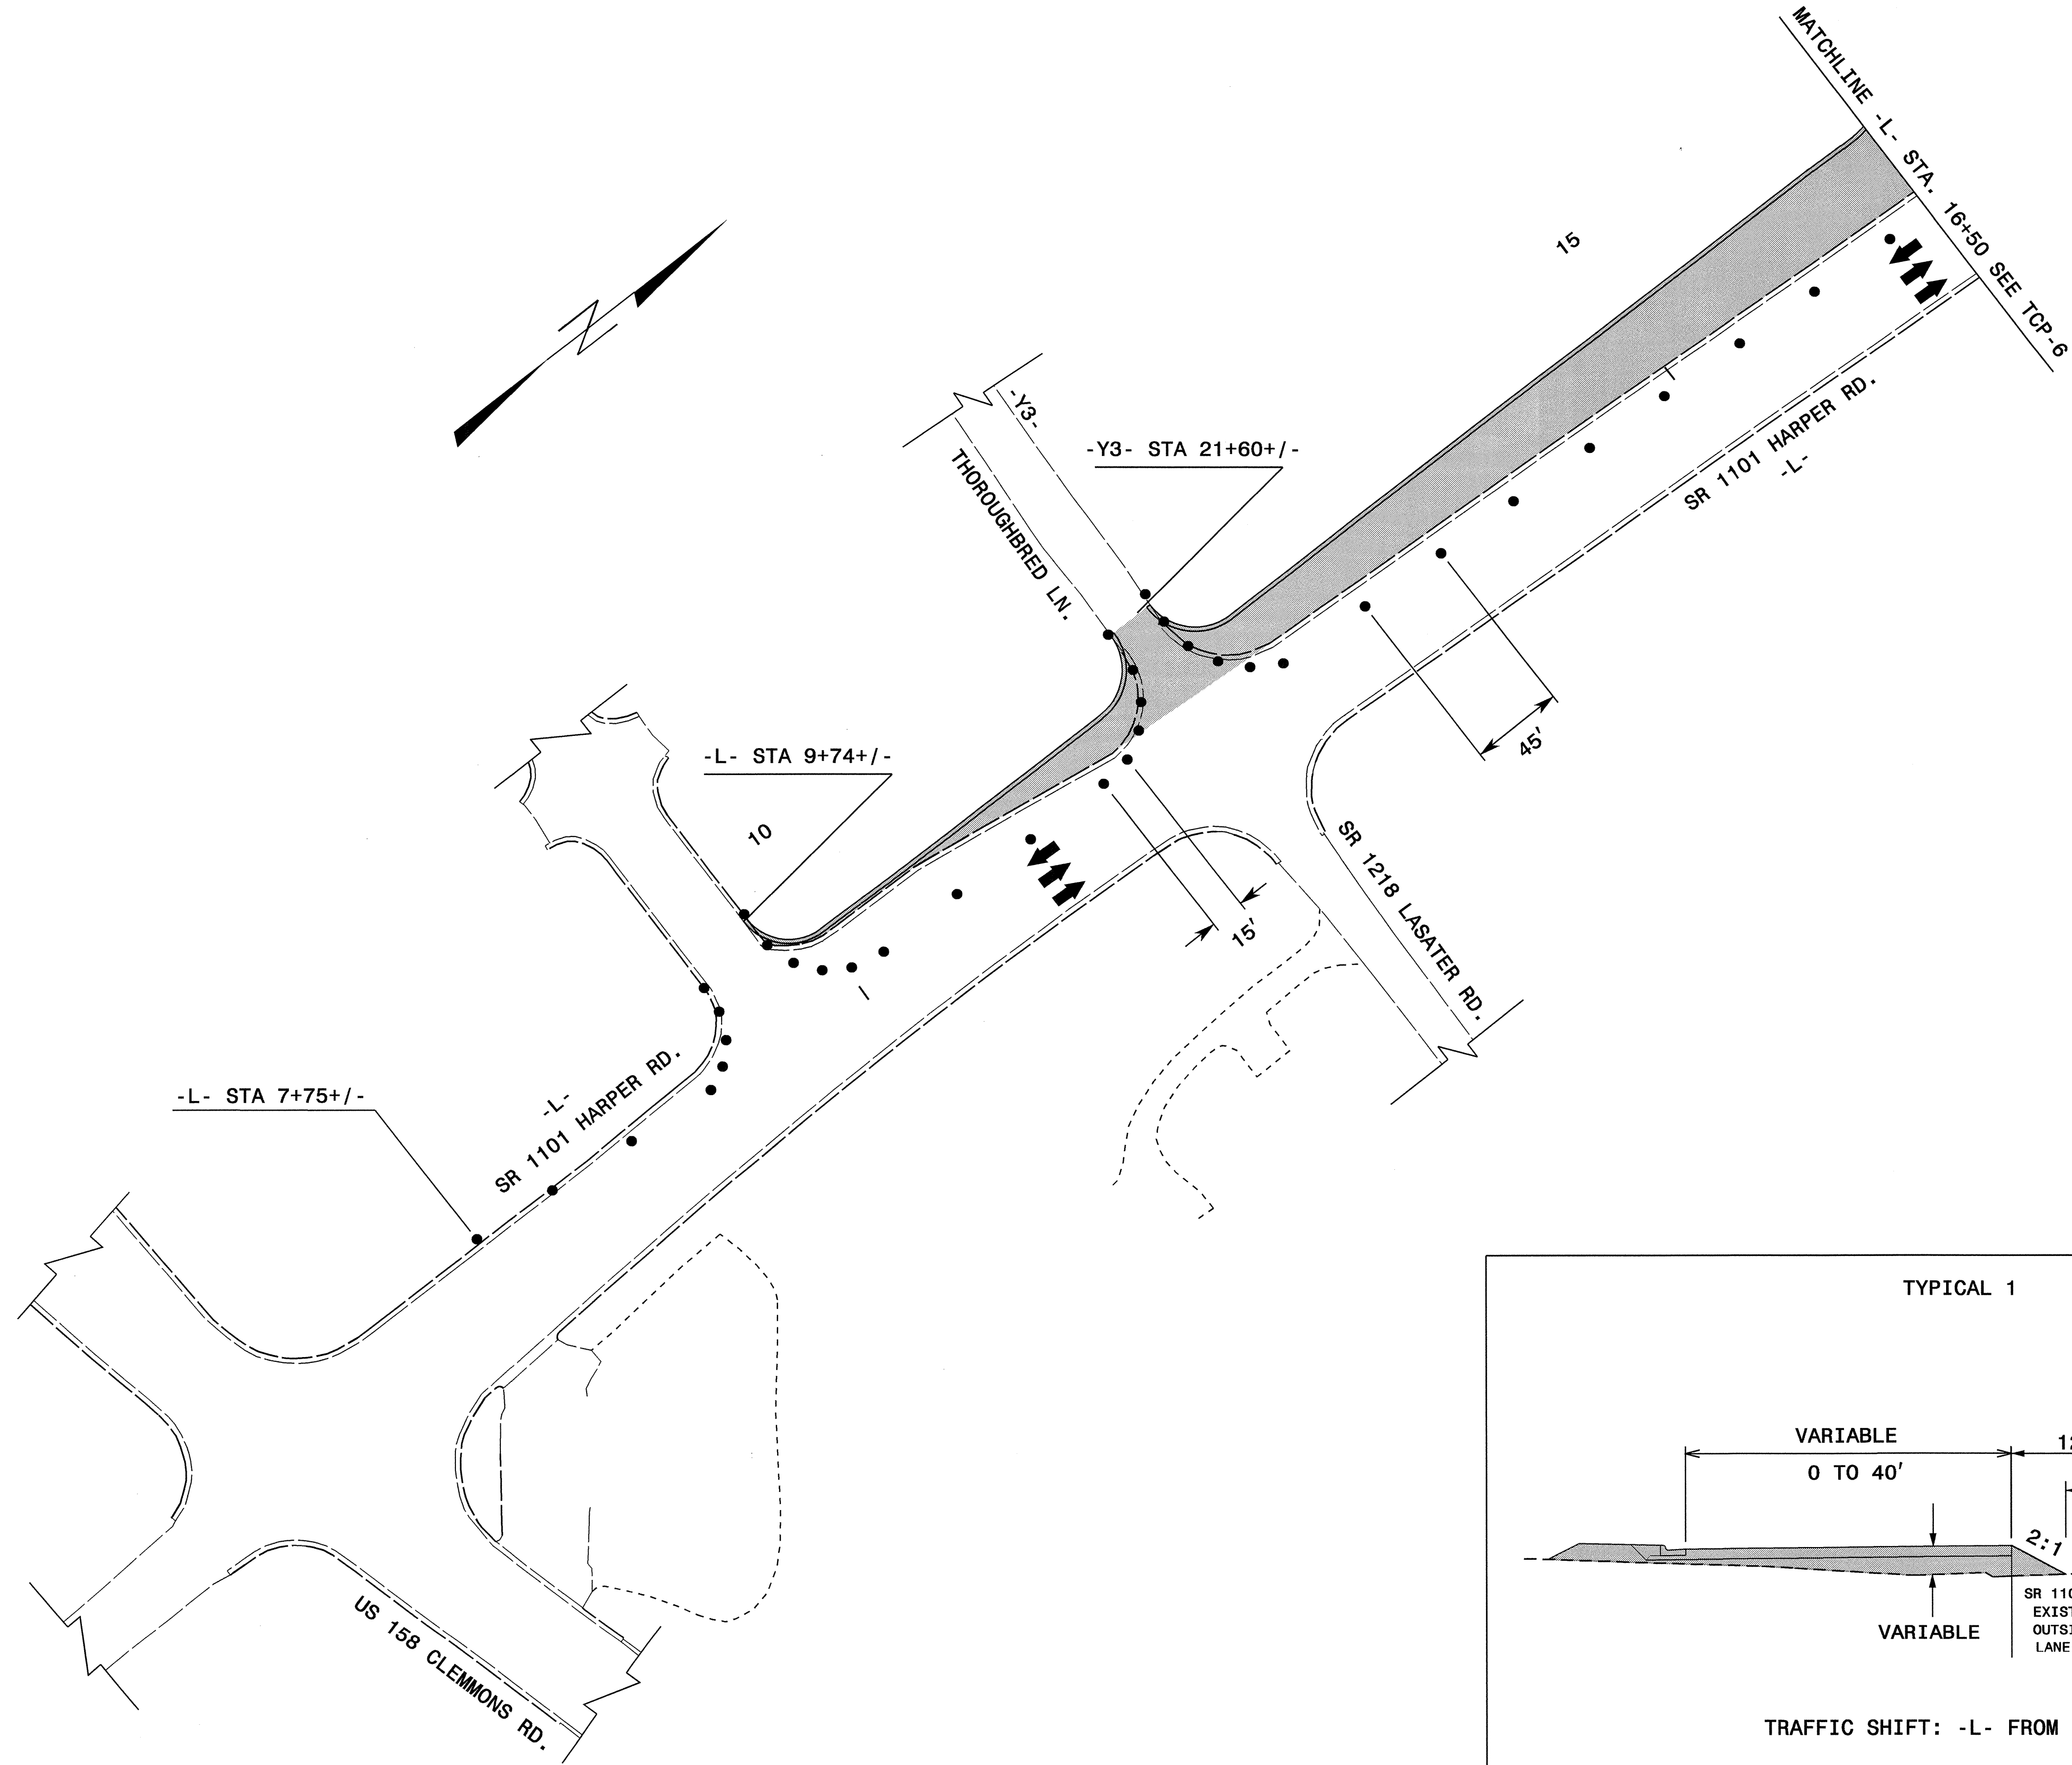 MATCHLINE -L- STA. 16+50 SEE TCP-6
15
-Y3-
-Y3- STA 21+60+/-
THOROUGHBRED LN.
SR 1101 HARPER RD.
-L-
45'
-L- STA 9+74+/-
10
15'
SR 1218 LASATER RD.
-L-
SR 1101 HARPER RD.
-L- STA 7+75+/-
US 158 CLEMMONS RD.
TYPICAL 1
VARIABLE
0 TO 40'
2:1
VARIABLE
TRAFFIC SHIFT: -L- FROM